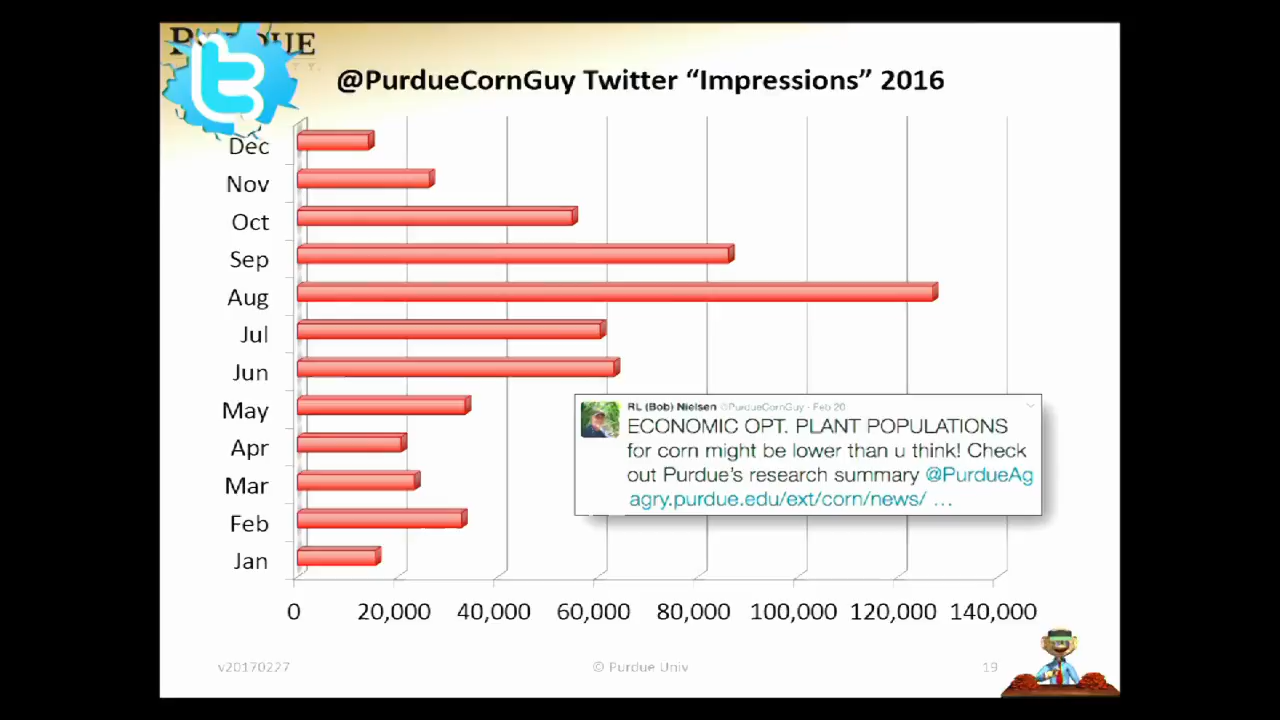 @PurdueCornGuy Twitter “Impressions” 2016
Dec
Nov
Oct
Sep
Aug
Jul
Jun
May
Apr
Mar
Feb
Jan
RL (Bob) Nielsen @PurdueCornGuy · Feb 20
ECONOMIC OPT. PLANT POPULATIONS
for corn might be lower than u think! Check
out Purdue’s research summary @PurdueAg
agry.purdue.edu/ext/corn/news/ …
0 20,000 40,000 60,000 80,000 100,000 120,000 140,000
v20170227 © Purdue Univ 19